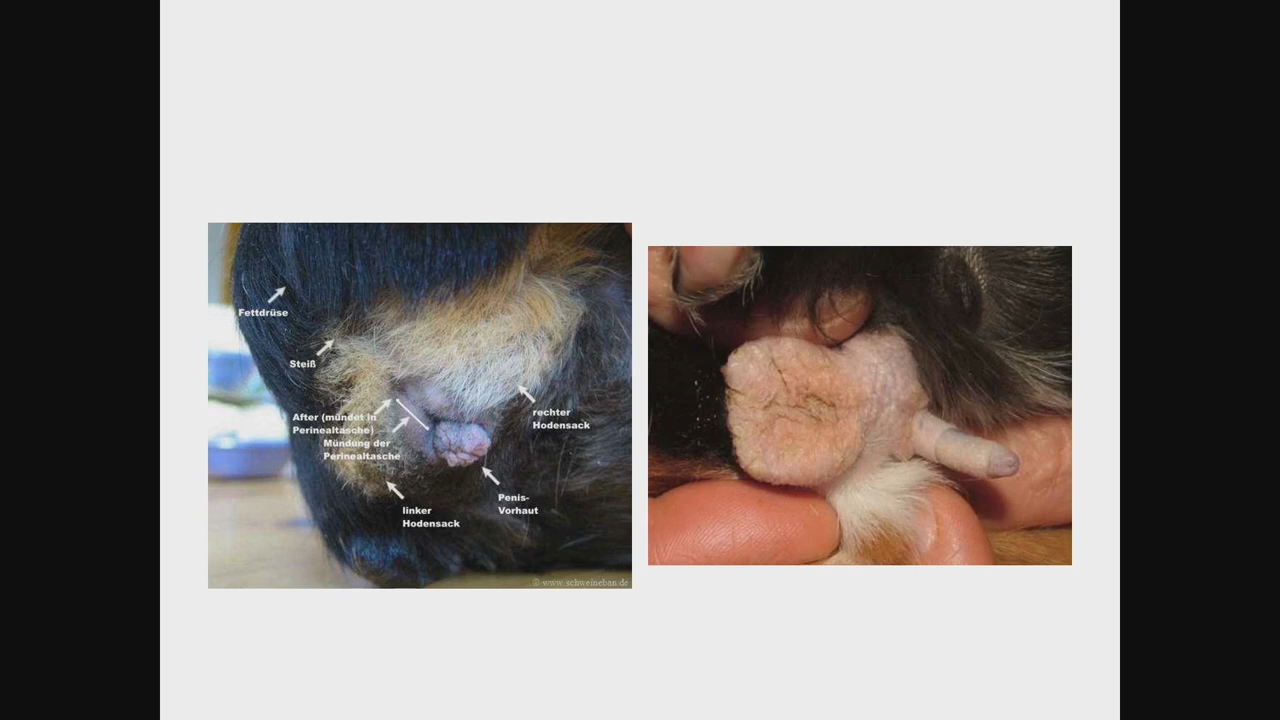 Fettdrüse
Steiß
After (mündet in
Perinealtasche)
Mündung der
Perinealtasche
rechter
Hodensack
linker
Hodensack
Penis-
Vorhaut
© www.schweineban.de